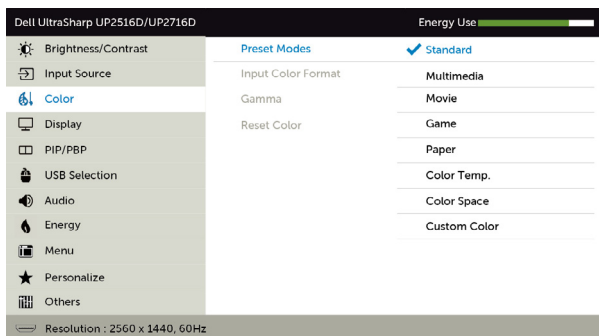 Dell UltraSharp UP2516D/UP2716D
Energy Use
Brightness/Contrast
Input Source
Color
Display
PIP/PBP
USB Selection
Audio
Energy
Menu
Personalize
Others
Preset Modes
Input Color Format
Gamma
Reset Color
Standard
Multimedia
Movie
Game
Paper
Color Temp.
Color Space
Custom Color
Resolution : 2560 x 1440, 60Hz